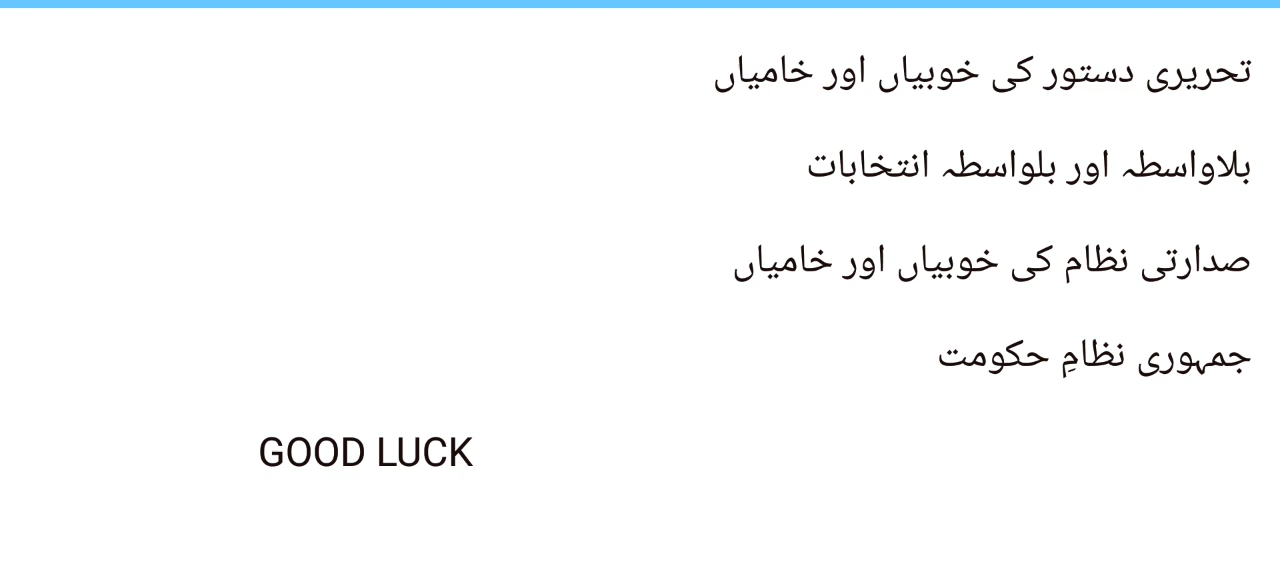 تحریری دستور کی خوبیاں اور خامیاں
بلاواسطہ اور بلواسطہ انتخابات
صدارتی نظام کی خوبیاں اور خامیاں
جمہوری نظامِ حکومت
GOOD LUCK